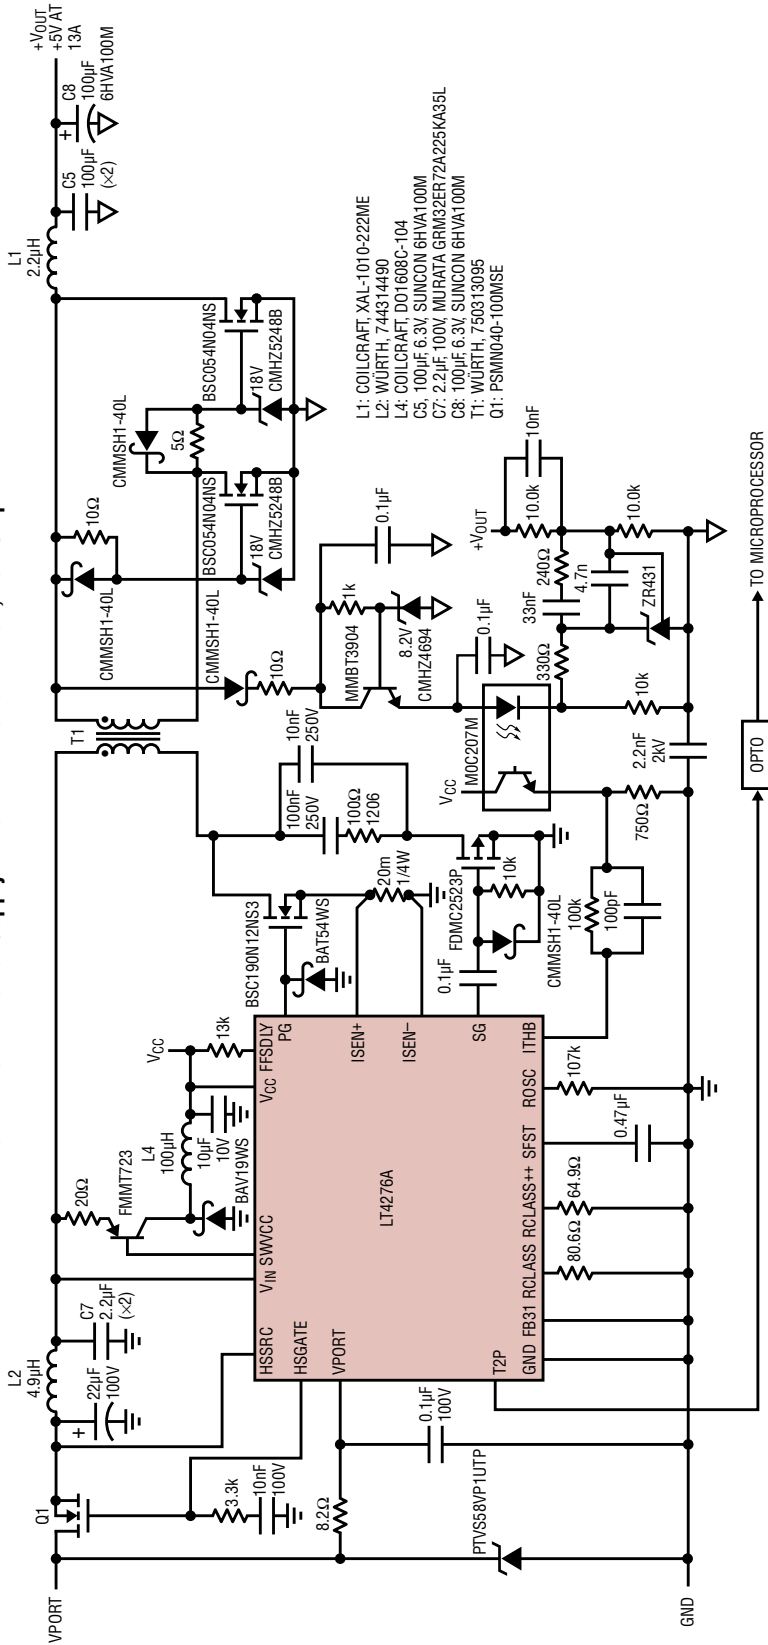 VPORT
Q1
3.3k
10nF
100V
8.2Ω
PTVS58VP1UTP
GND
22µF
100V
L2
4.9µH
C7
2.2µF
(×2)
0.1µF
100V
20Ω
FMMT723
L4
100µH
10µF
10V
BAV19WS
VCC
13k
HSSRC
HSGATE
VPORT
T2P
VIN
SWVCC
VCC
FFSDLY
PG
ISEN+
ISEN–
SG
ITHB
ROSC
SFST
RCLASS++
RCLASS
FB31
GND
LT4276A
80.6Ω
64.9Ω
0.47µF
107k
BSC190N12NS3
BAT54WS
20m
1/4W
0.1µF
FDMC2523P
10k
CMMSH1-40L
100k
100pF
100nF
250V
10nF
250V
100Ω
1206
T1
VCC
MOC207M
750Ω
2.2nF
2kV
10k
OPTO
TO MICROPROCESSOR
CMMSH1-40L
10Ω
CMMSH1-40L
10Ω
MMBT3904
1k
8.2V
CMHZ4694
0.1µF
0.1µF
330Ω
33nF
240Ω
4.7n
ZR431
+VOUT
10.0k
10nF
10.0k
CMMSH1-40L
5Ω
BSC054N04NS
18V
CMHZ5248B
BSC054N04NS
18V
CMHZ5248B
L1
2.2µH
C5
100µF
(×2)
C8
100µF
6HVA100M
+VOUT
+5V AT
13A
L1: COILCRAFT, XAL-1010-222ME
L2: WÜRTH, 744314490
L4: COILCRAFT, DO1608C-104
C5, 100µF, 6.3V, SUNCON 6HVA100M
C7: 2.2µF, 100V, MURATA GRM32ER72A225KA35L
C8: 100µF, 6.3V, SUNCON 6HVA100M
T1: WÜRTH, 750313095
Q1: PSMN040-100MSE